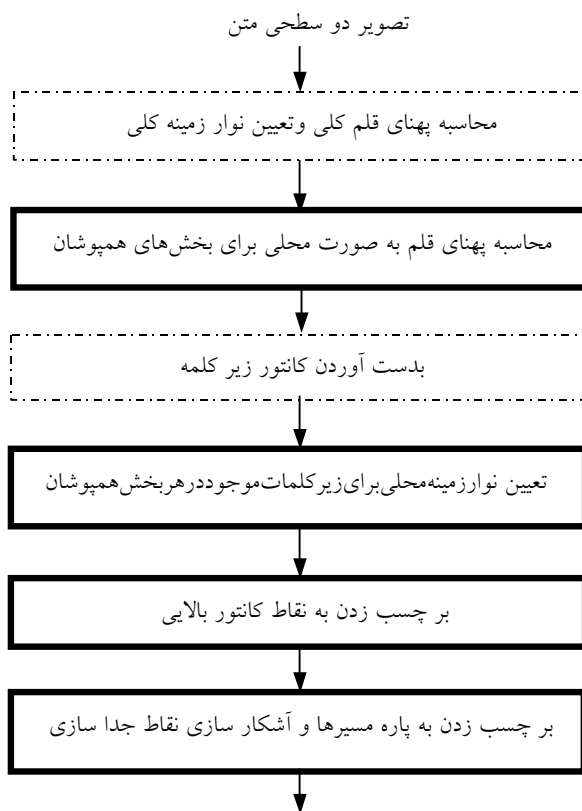 تصویر دو سطحی متن
محاسبه پهنای قلم کلی وتعیین نوار زمینه کلی
محاسبه پهنای قلم به صورت محلی برای بخش‌های همپوشان
بدست آوردن کانتور زیر کلمه
تعیین نوارزمینه‌محلی‌برای‌زیرکلمات‌موجوددرهربخش‌همپوشان
بر چسب زدن به نقاط کانتور بالایی
بر چسب زدن به پاره مسیرها و آشکار سازی نقاط جدا سازی